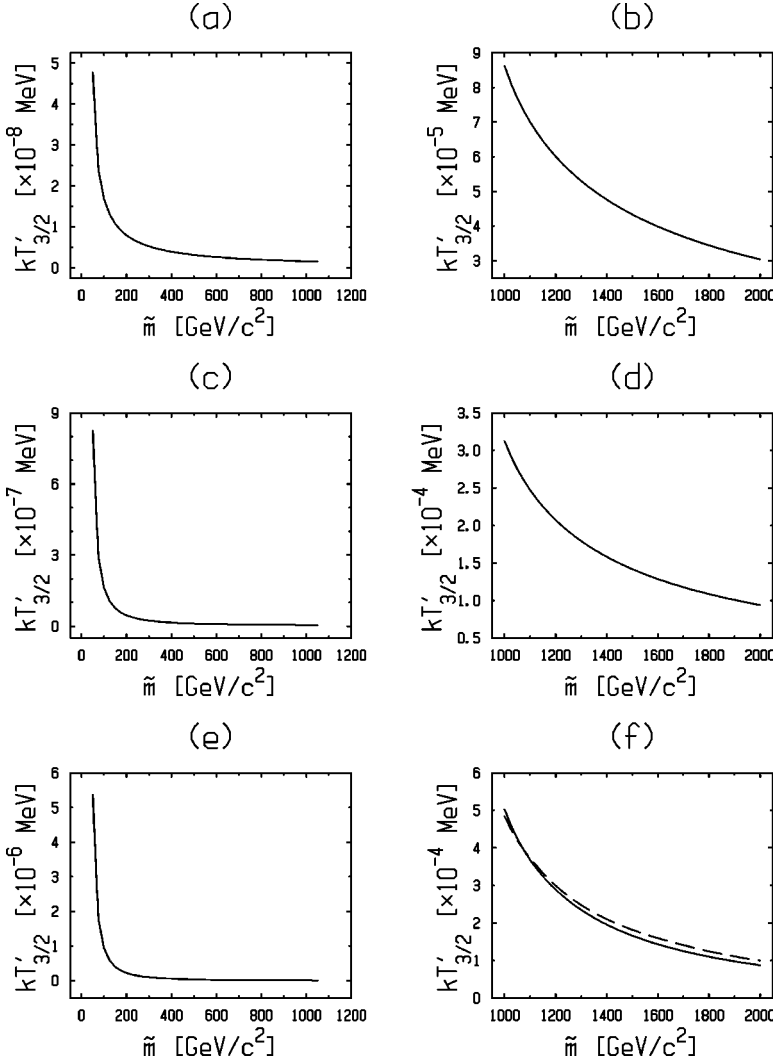 (a)
kT′3/2 [×10−8 MeV]
5
4
3
2
1
0
0 200 400 600 800 1000 1200
m̃ [GeV/c2]
(b)
kT′3/2 [×10−5 MeV]
9
8
7
6
5
4
3
1000 1200 1400 1600 1800 2000
m̃ [GeV/c2]
(c)
kT′3/2 [×10−7 MeV]
9
6
3
0
0 200 400 600 800 1000 1200
m̃ [GeV/c2]
(d)
kT′3/2 [×10−4 MeV]
3.5
3.0
2.5
2.0
1.5
1.0
0.5
1000 1200 1400 1600 1800 2000
m̃ [GeV/c2]
(e)
kT′3/2 [×10−6 MeV]
6
5
4
3
2
1
0
0 200 400 600 800 1000 1200
m̃ [GeV/c2]
(f)
kT′3/2 [×10−4 MeV]
6
5
4
3
2
1
0
1000 1200 1400 1600 1800 2000
m̃ [GeV/c2]